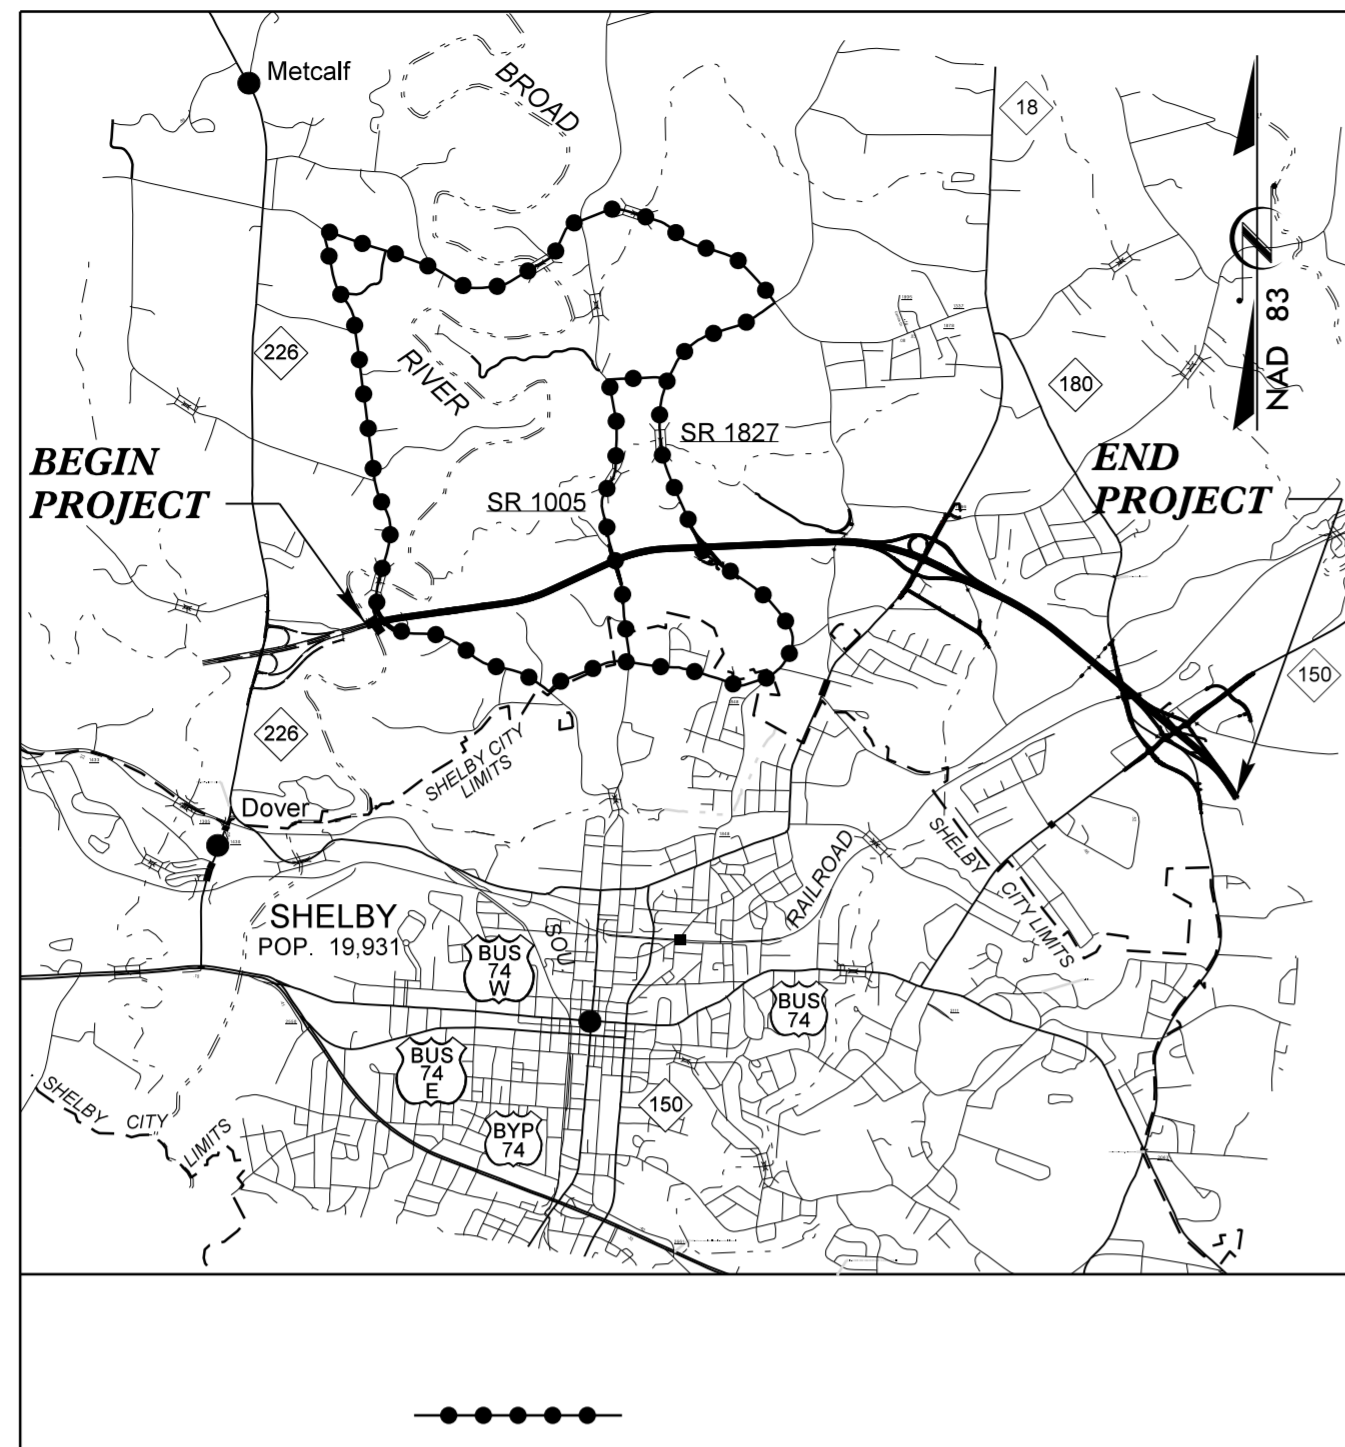 Metcalf
BROAD
18
226
RIVER
180
NAD 83
SR 1827
BEGIN
PROJECT
END
PROJECT
SR 1005
150
226
SHELBY CITY
LIMITS
Dover
RAILROAD
SHELBY CITY LIMITS
SHELBY
POP. 19,931
SOU.
BUS
74
W
BUS
74
BUS
74
E
150
BYP
74
SHELBY CITY LIMITS